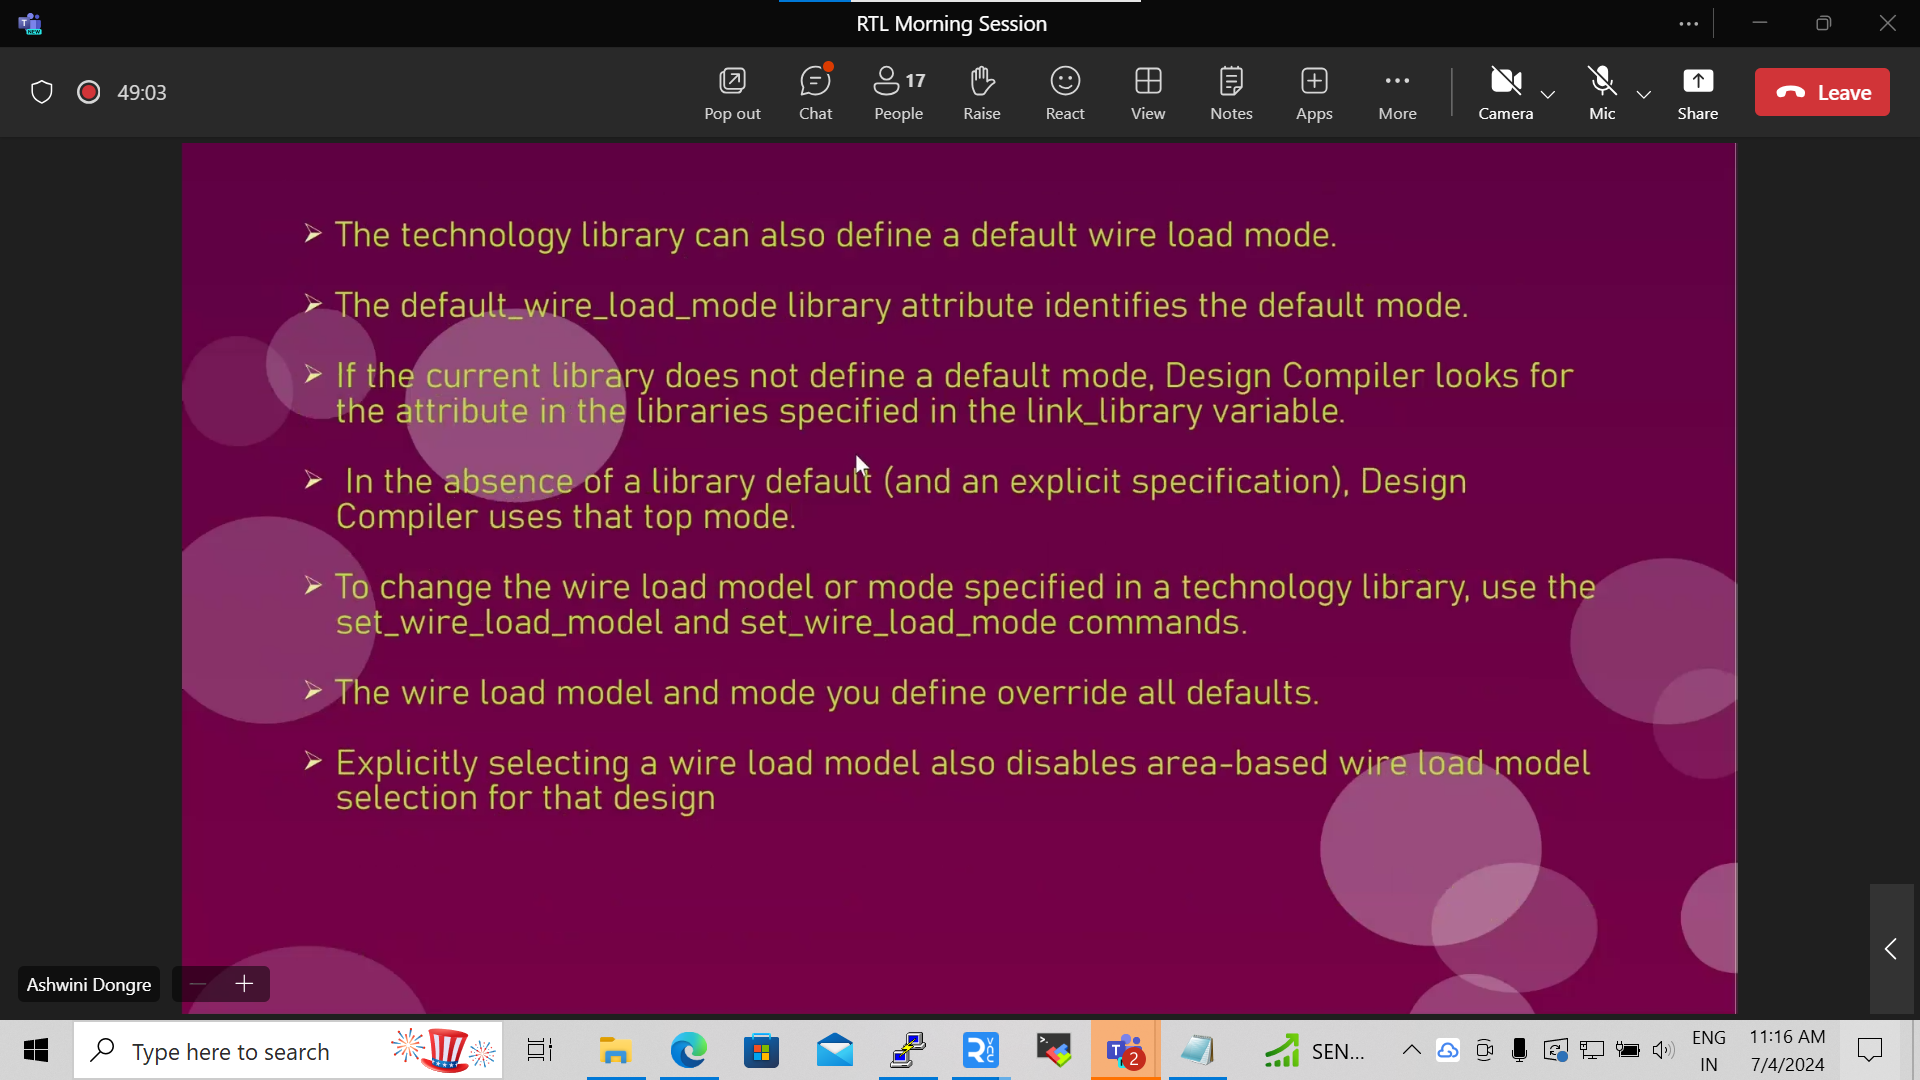 RTL Morning Session
49:03
Pop out
Chat
17
People
Raise
React
View
Notes
Apps
More
Camera
Mic
Share
Leave
The technology library can also define a default wire load mode.
The default_wire_load_mode library attribute identifies the default mode.
If the current library does not define a default mode, Design Compiler looks for
the attribute in the libraries specified in the link_library variable.
In the absence of a library default (and an explicit specification), Design
Compiler uses that top mode.
To change the wire load model or mode specified in a technology library, use the
set_wire_load_model and set_wire_load_mode commands.
The wire load model and mode you define override all defaults.
Explicitly selecting a wire load model also disables area-based wire load model
selection for that design
Ashwini Dongre
Type here to search
2
SEN...
ENG
IN
11:16 AM
7/4/2024